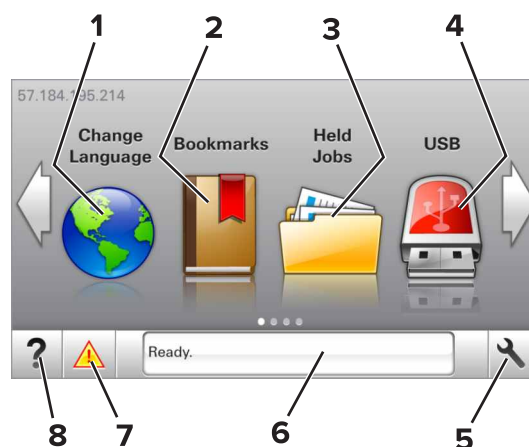 1 2 3 4
57.184.195.214
Change
Language
Bookmarks
Held
Jobs
USB
? ! Ready.
8 7 6 5